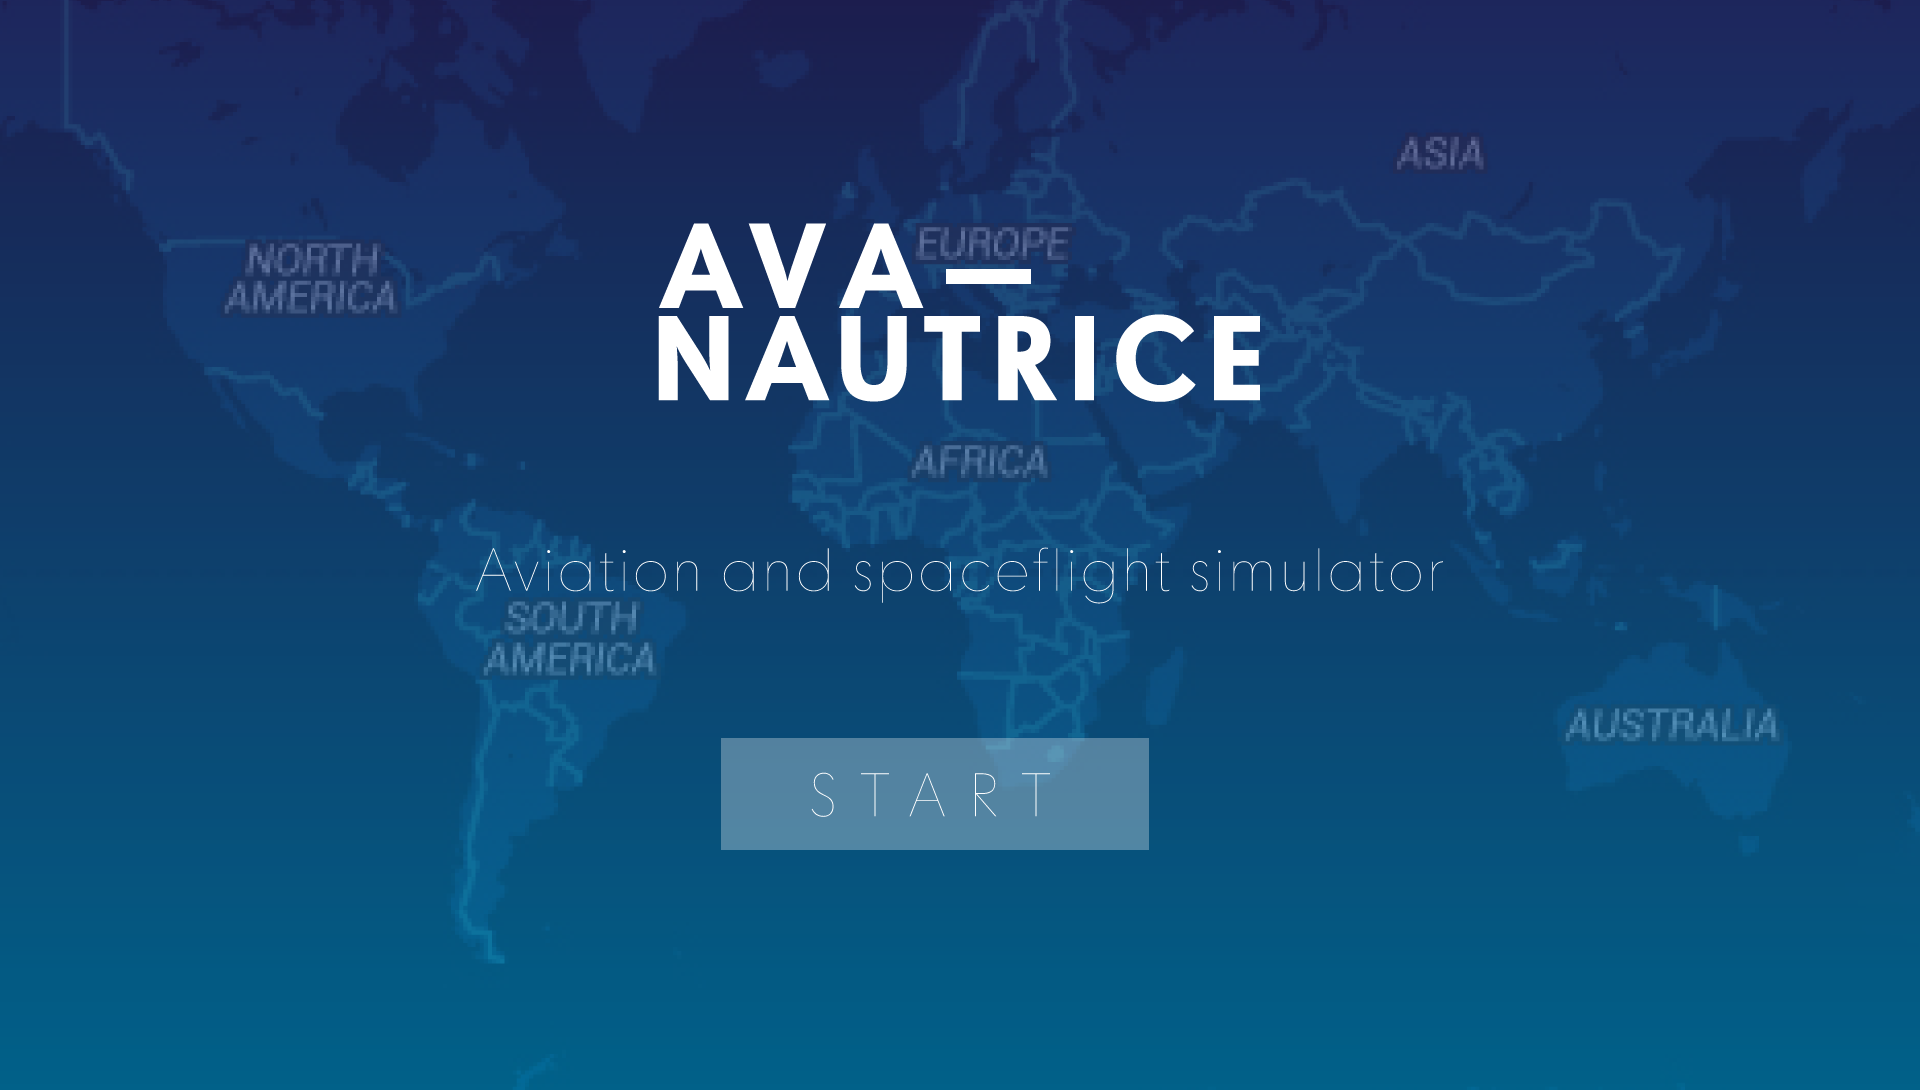 ASIA
EUROPE
NORTH
AMERICA
AVA—
NAUTRICE
AFRICA
Aviation and spaceflight simulator
SOUTH
AMERICA
AUSTRALIA
START